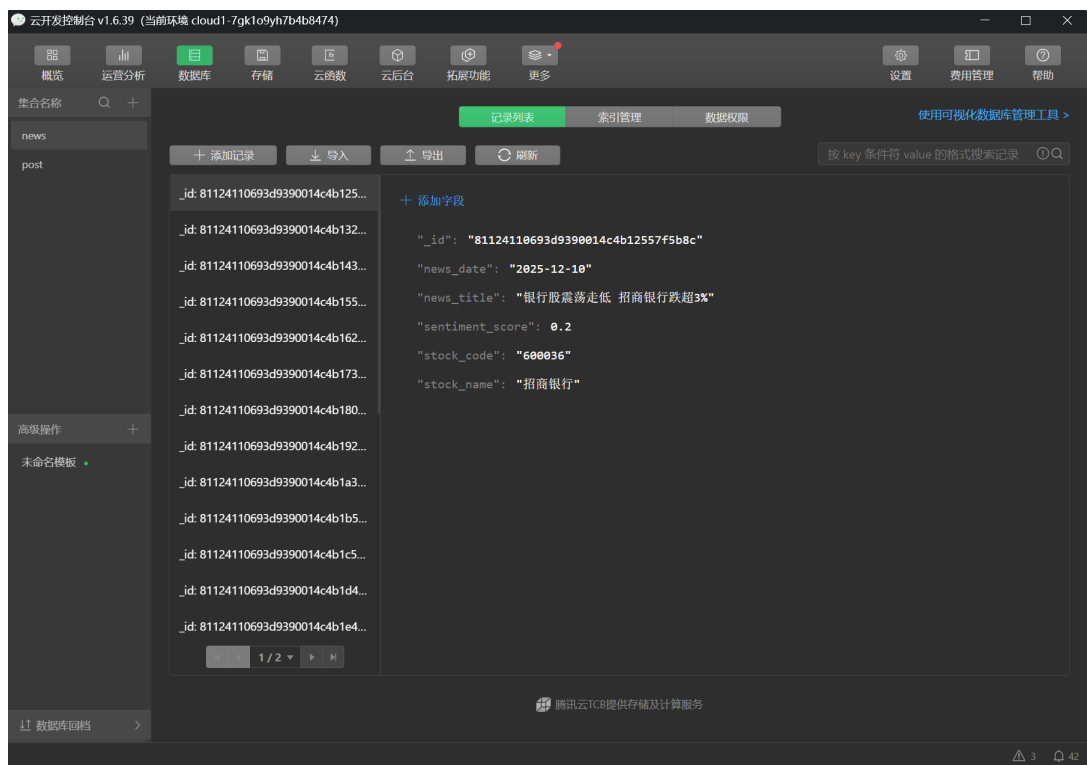 云开发控制台 v1.6.39 (当前环境 cloud1-7gk1o9yh7b4b8474)
概览 运营分析 数据库 存储 云函数 云后台 拓展功能 更多 设置 费用管理 帮助
集合名称
news
post
高级操作
未命名模板
数据库回档
记录列表 索引管理 数据权限
使用可视化数据库管理工具 >
添加记录 导入 导出 刷新
按 key 条件符 value 的格式搜索记录
_id: 81124110693d9390014c4b125...
_id: 81124110693d9390014c4b132...
_id: 81124110693d9390014c4b143...
_id: 81124110693d9390014c4b155...
_id: 81124110693d9390014c4b162...
_id: 81124110693d9390014c4b173...
_id: 81124110693d9390014c4b180...
_id: 81124110693d9390014c4b192...
_id: 81124110693d9390014c4b1a3...
_id: 81124110693d9390014c4b1b5...
_id: 81124110693d9390014c4b1c5...
_id: 81124110693d9390014c4b1d4...
_id: 81124110693d9390014c4b1e4...
1 / 2
添加字段
"_id": "81124110693d9390014c4b12557f5b8c"
"news_date": "2025-12-10"
"news_title": "银行股震荡走低 招商银行跌超3%"
"sentiment_score": 0.2
"stock_code": "600036"
"stock_name": "招商银行"
腾讯云TCB提供存储及计算服务
3 42